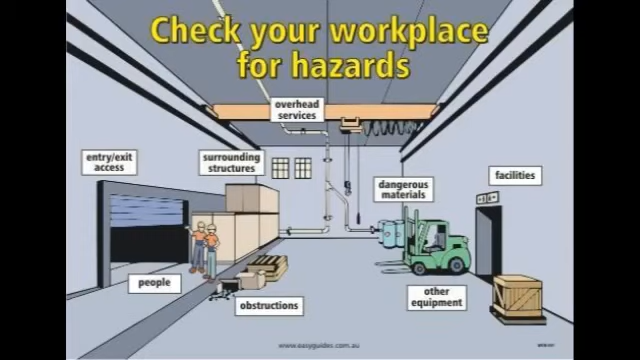 Check your workplace
for hazards
overhead
services
entry/exit
access
surrounding
structures
dangerous
materials
facilities
people
obstructions
other
equipment
www.easyguides.com.au